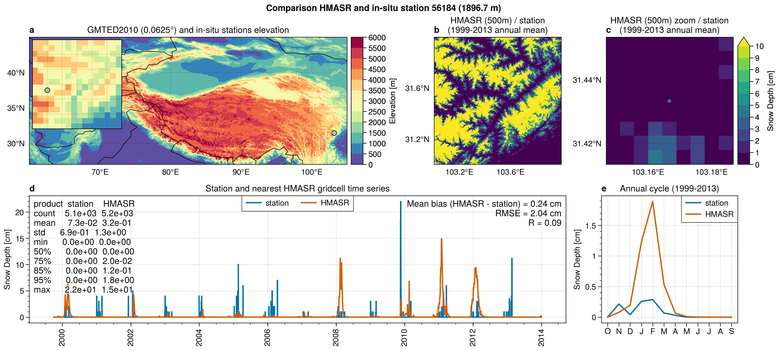 Comparison HMASR and in-situ station 56184 (1896.7 m)
a GMTED2010 (0.0625°) and in-situs stations elevation
40°N
35°N
30°N
70°E 80°E 90°E 100°E
6000
5500
5000
4500
4000
3500
3000
2500
2000
1500
1000
500
0
Elevation [m]
b HMASR (500m) / station
(1999-2013 annual mean)
31.6°N
31.2°N
103.2°E 103.6°E
c HMASR (500m) zoom / station
(1999-2013 annual mean)
31.44°N
31.42°N
103.16°E 103.18°E
10
9
8
7
6
5
4
3
2
1
0
Snow Depth [cm]
d Station and nearest HMASR gridcell time series
station HMASR
Mean bias (HMASR - station) = 0.24 cm
RMSE = 2.04 cm
R = 0.09
product station HMASR
count 5.1e+03 5.2e+03
mean 7.3e-02 3.2e-01
std 6.9e-01 1.3e+00
min 0.0e+00 0.0e+00
50% 0.0e+00 0.0e+00
75% 0.0e+00 2.0e-02
85% 0.0e+00 1.2e-01
95% 0.0e+00 1.8e+00
max 2.2e+01 1.5e+01
Snow Depth [cm]
20
15
10
5
0
2000 2002 2004 2006 2008 2010 2012 2014
e Annual cycle (1999-2013)
station
HMASR
Snow Depth [cm]
1.5
1
0.5
0
O N D J F M A M J J A S